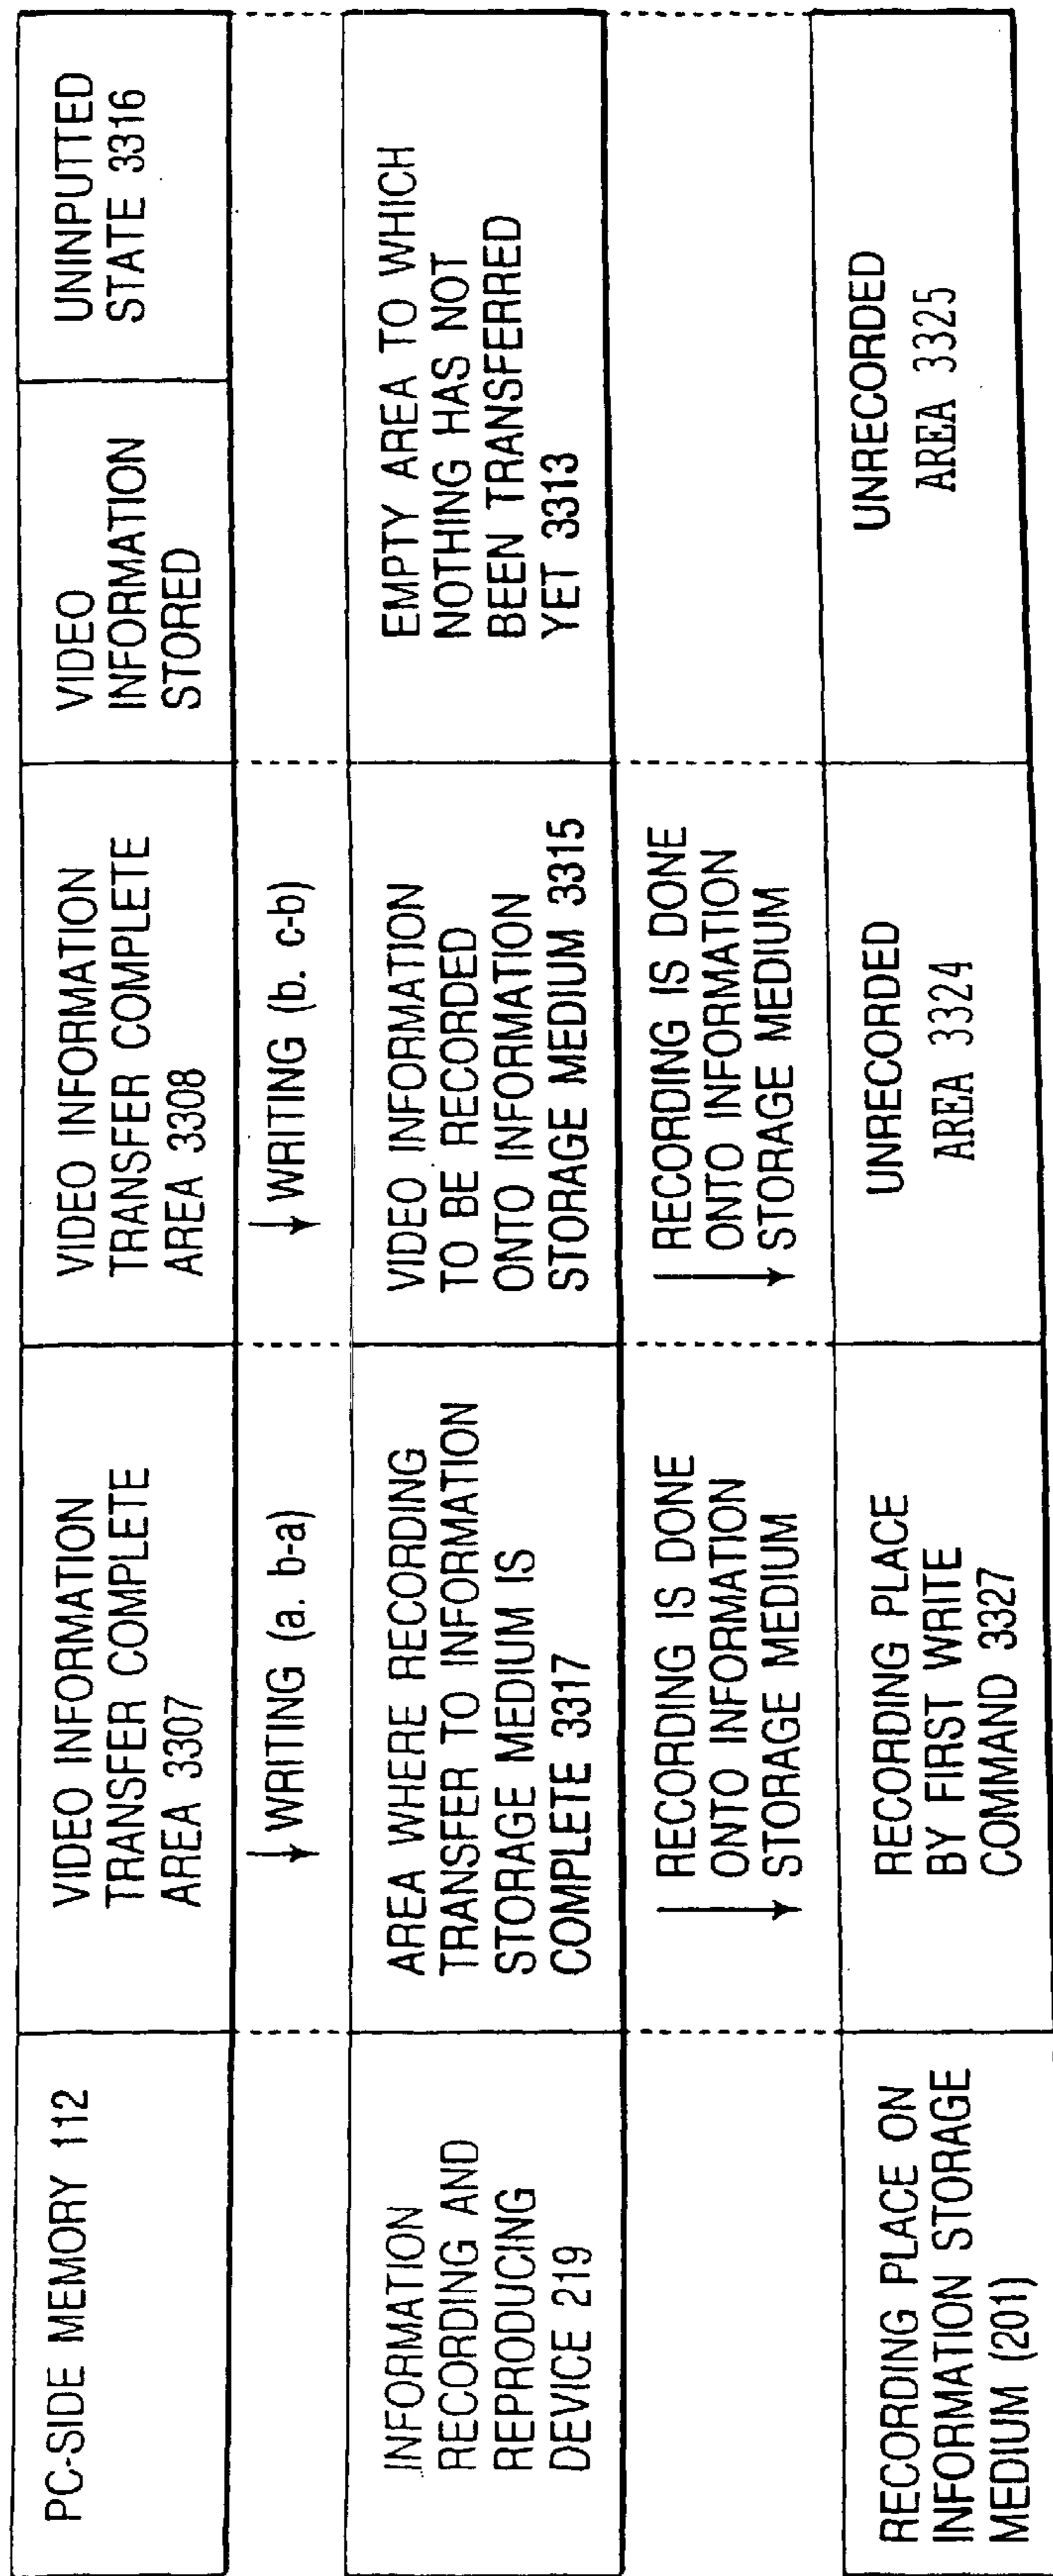 PC-SIDE MEMORY 112
VIDEO INFORMATION
TRANSFER COMPLETE
AREA 3307
VIDEO INFORMATION
TRANSFER COMPLETE
AREA 3308
VIDEO
INFORMATION
STORED
UNINPUTTED
STATE 3316
WRITING (a. b-a)
WRITING (b. c-b)
INFORMATION
RECORDING AND
REPRODUCING
DEVICE 219
AREA WHERE RECORDING
TRANSFER TO INFORMATION
STORAGE MEDIUM IS
COMPLETE 3317
VIDEO INFORMATION
TO BE RECORDED
ONTO INFORMATION
STORAGE MEDIUM 3315
EMPTY AREA TO WHICH
NOTHING HAS NOT
BEEN TRANSFERRED
YET 3313
RECORDING IS DONE
ONTO INFORMATION
STORAGE MEDIUM
RECORDING IS DONE
ONTO INFORMATION
STORAGE MEDIUM
RECORDING PLACE ON
INFORMATION STORAGE
MEDIUM (201)
RECORDING PLACE
BY FIRST WRITE
COMMAND 3327
UNRECORDED
AREA 3324
UNRECORDED
AREA 3325